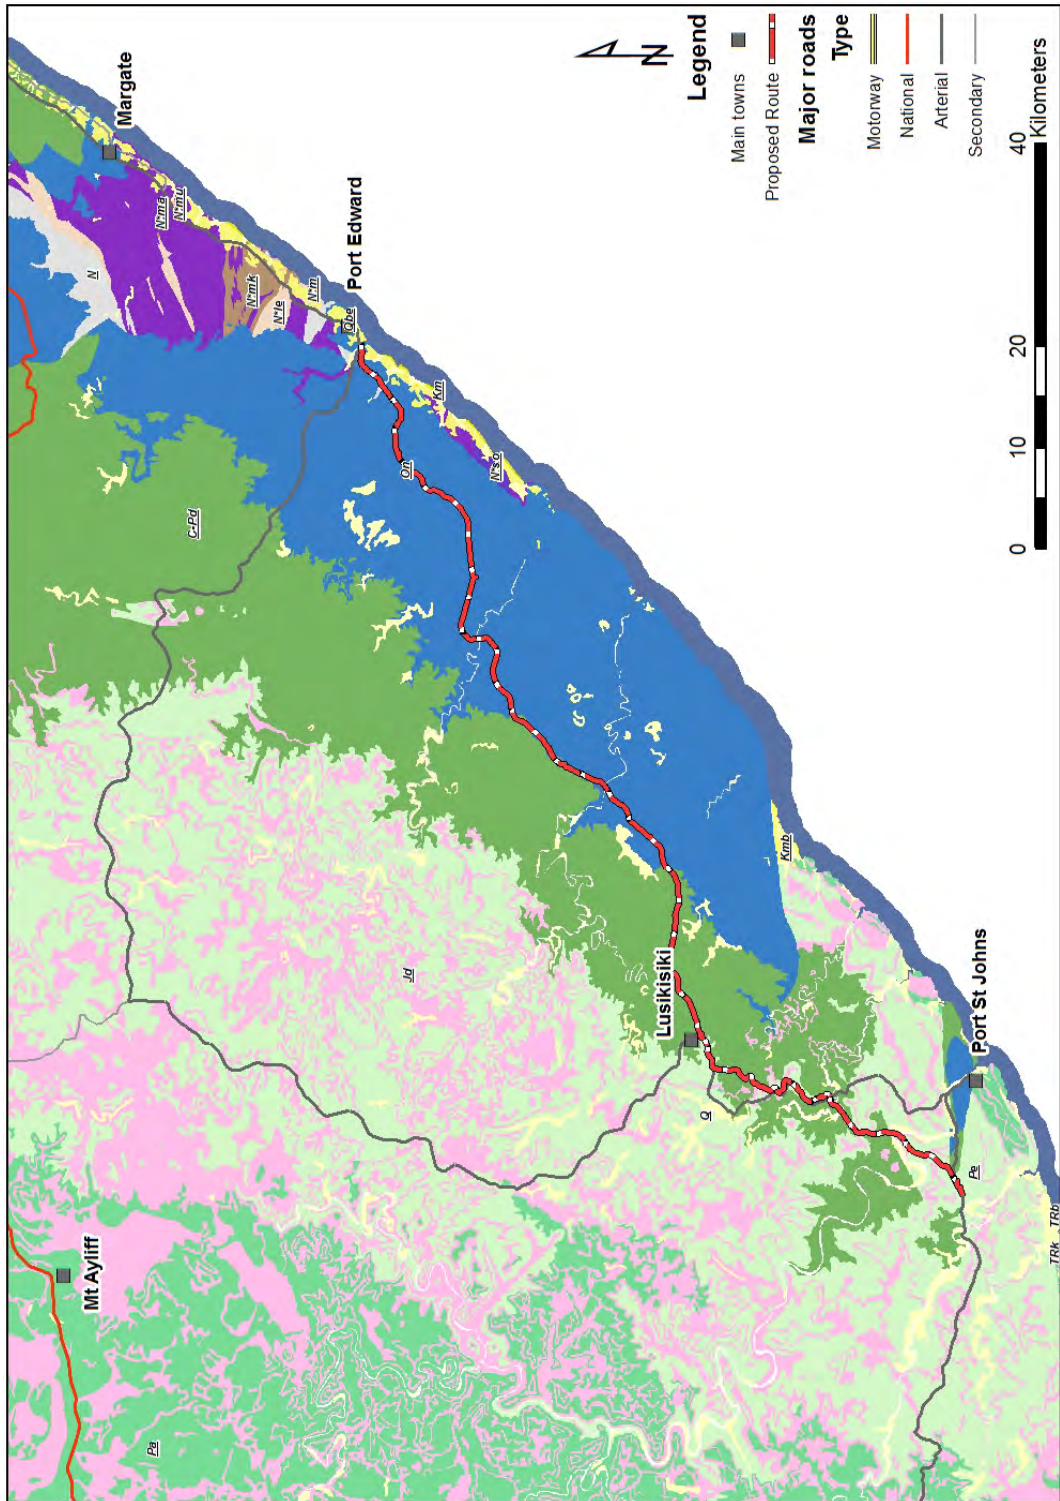 Margate
N:ma
N:mu
N
N:mk
N:le
N:m
Port Edward
Qbe
Km
N:so
On
C-Pd
Kmb
Jd
Lusikisiki
Q
Port St Johns
Pe
TRk
TRb
Mt Ayliff
Pa
N
Legend
Main towns
Proposed Route
Major roads
Type
Motorway
National
Arterial
Secondary
0 10 20 40
Kilometers